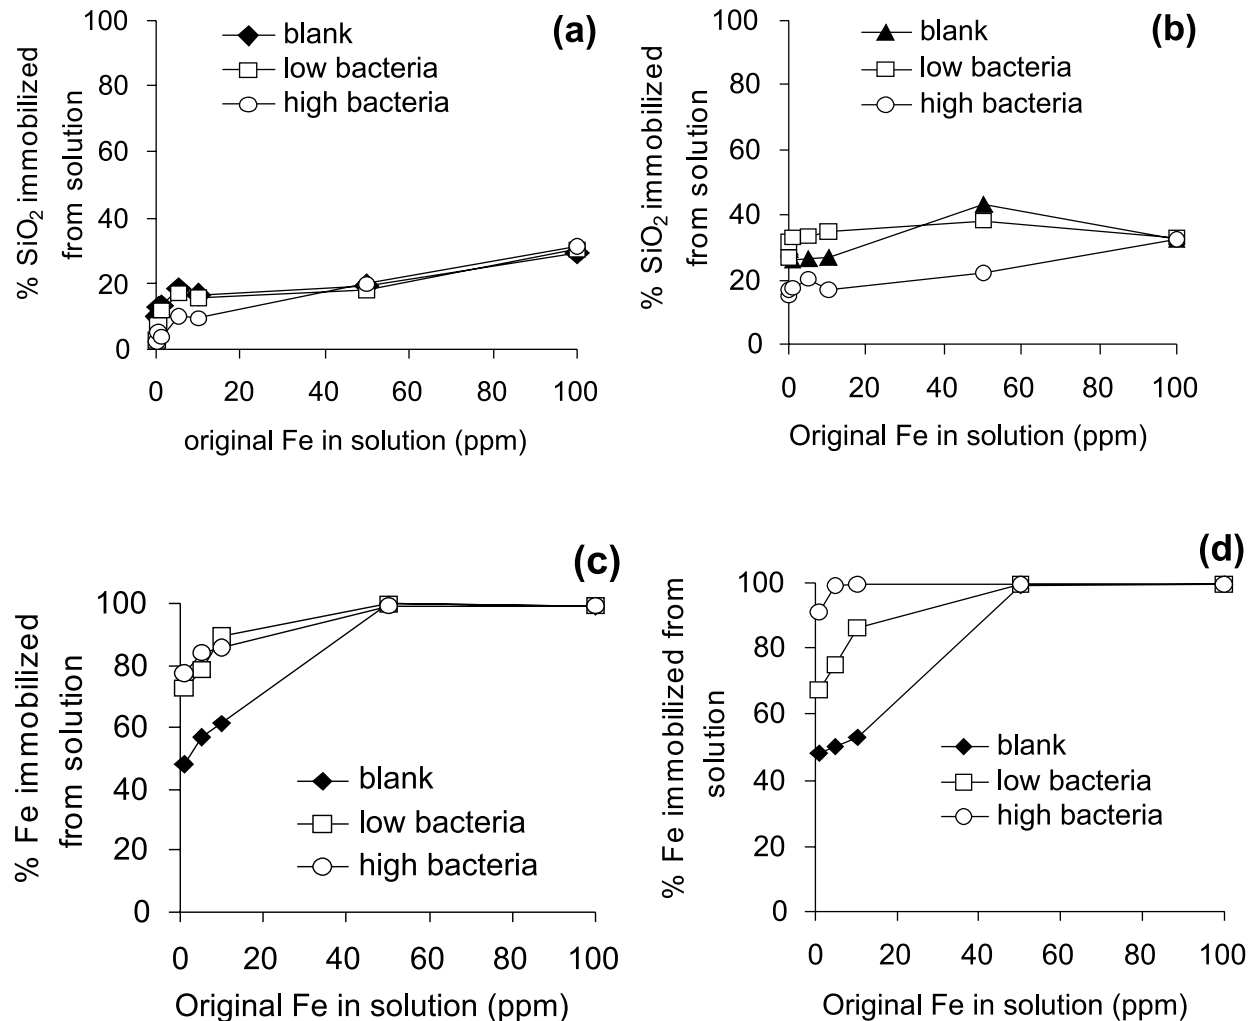 (a)
% SiO₂ immobilized
from solution
100
80
60
40
20
0
blank
low bacteria
high bacteria
0 20 40 60 80 100
original Fe in solution (ppm)
(b)
% SiO₂ immobilized
from solution
100
80
60
40
20
0
blank
low bacteria
high bacteria
0 20 40 60 80 100
Original Fe in solution (ppm)
(c)
% Fe immobilized
from solution
100
80
60
40
20
0
blank
low bacteria
high bacteria
0 20 40 60 80 100
Original Fe in solution (ppm)
(d)
% Fe immobilized from
solution
100
80
60
40
20
0
blank
low bacteria
high bacteria
0 20 40 60 80 100
Original Fe in solution (ppm)